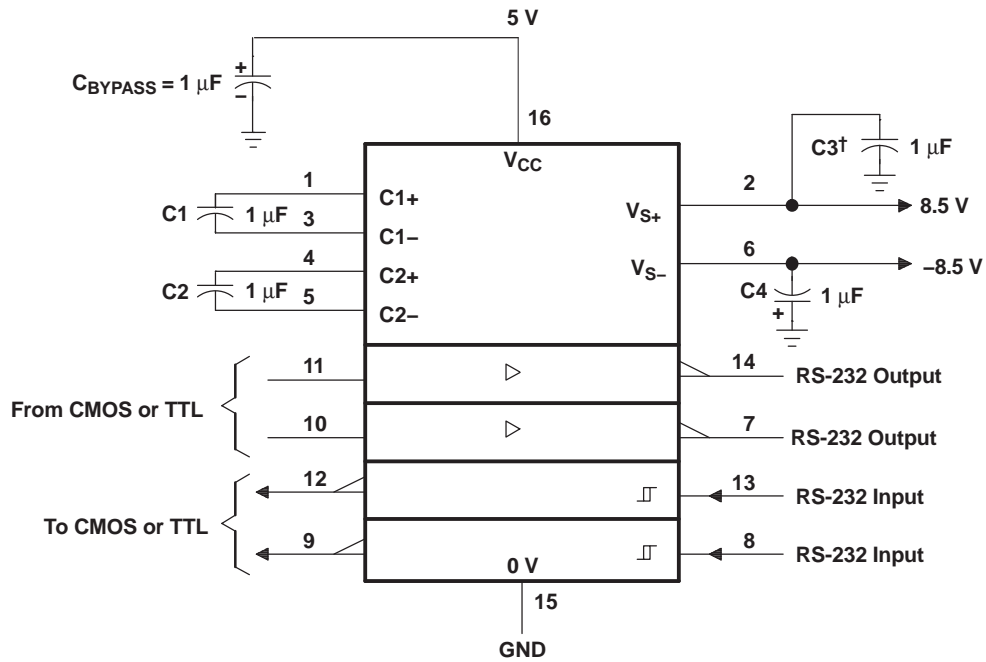 5 V
CBYPASS = 1 μF
+
−
16
VCC
C3†
1 μF
1
C1+
2
VS+
8.5 V
C1
1 μF
3
C1−
4
C2+
6
VS−
−8.5 V
C2
1 μF
5
C2−
C4
1 μF
+
11
14
RS-232 Output
From CMOS or TTL
10
7
RS-232 Output
12
13
RS-232 Input
To CMOS or TTL
9
8
RS-232 Input
0 V
15
GND